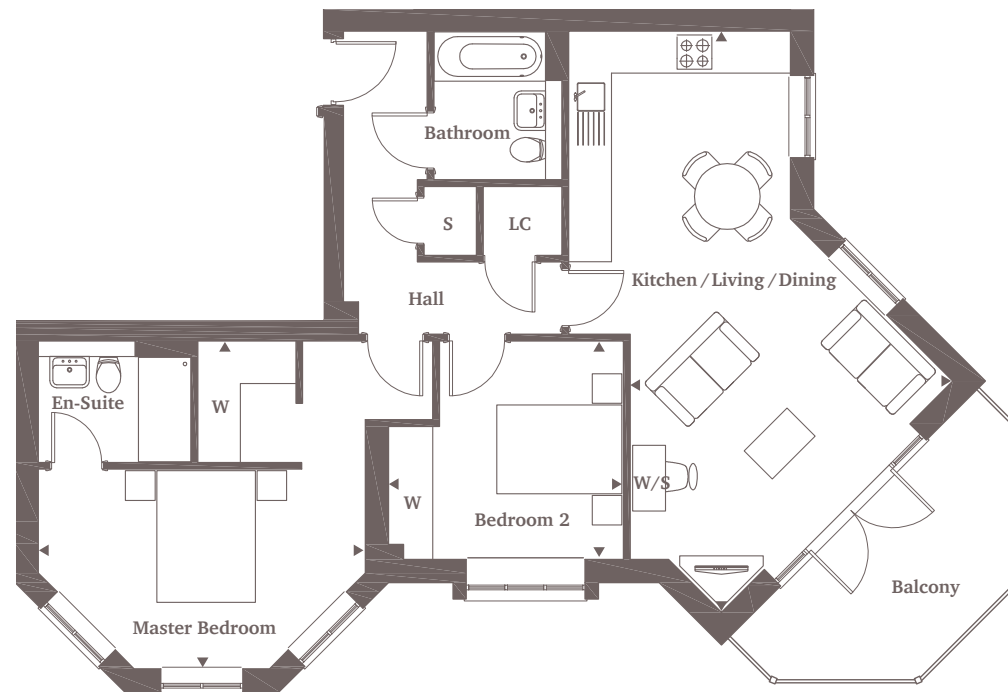 Bathroom
S
LC
Kitchen / Living / Dining
Hall
En-Suite
W
W
W/S
Bedroom 2
Balcony
Master Bedroom